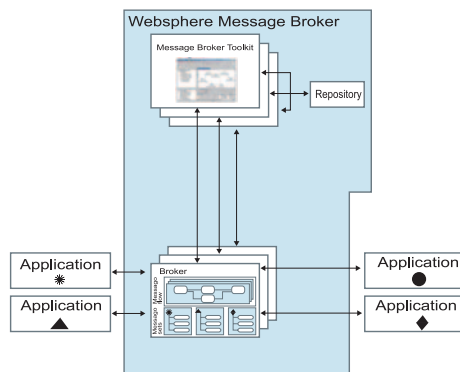 Websphere Message Broker
Message Broker Toolkit
Repository
Broker
Message
flow
Message
sets
Application
Application
Application
Application